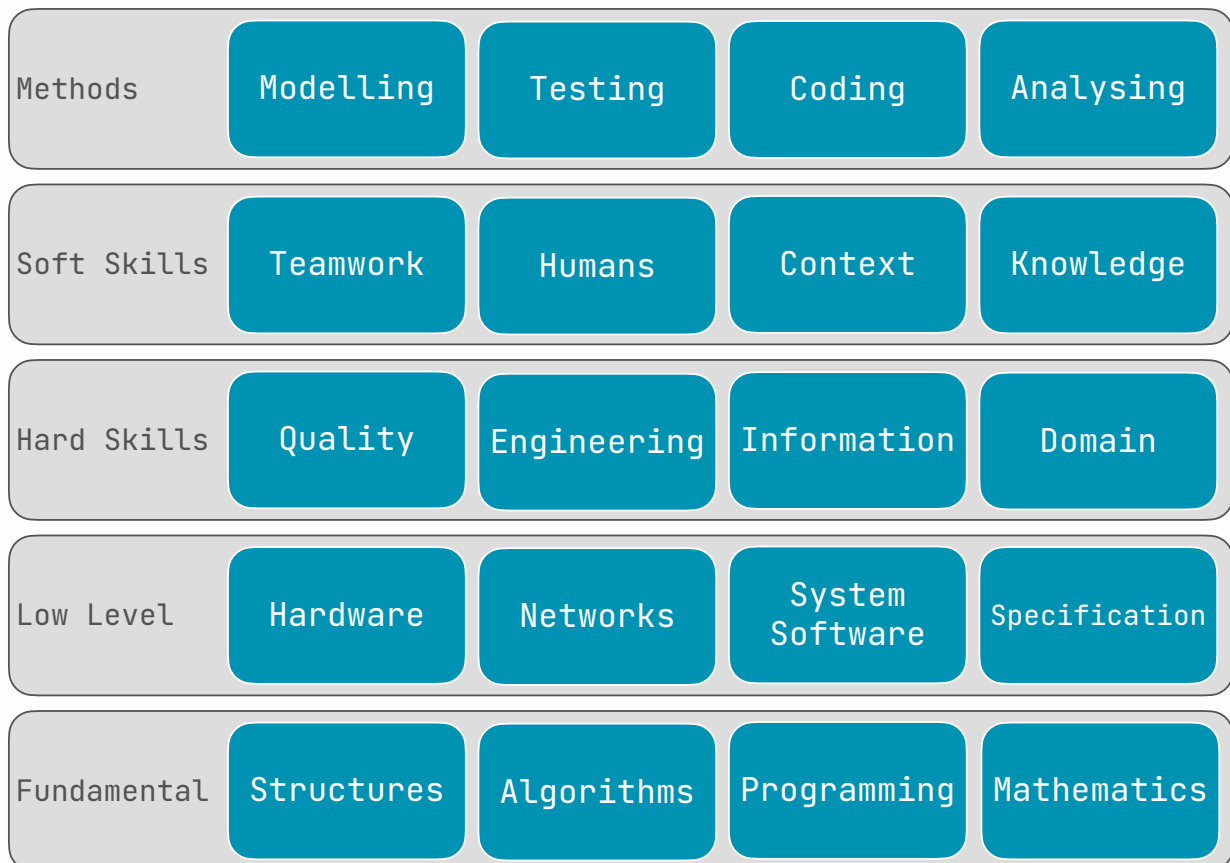 Methods
Modelling
Testing
Coding
Analysing
Soft Skills
Teamwork
Humans
Context
Knowledge
Hard Skills
Quality
Engineering
Information
Domain
Low Level
Hardware
Networks
System
Software
Specification
Fundamental
Structures
Algorithms
Programming
Mathematics